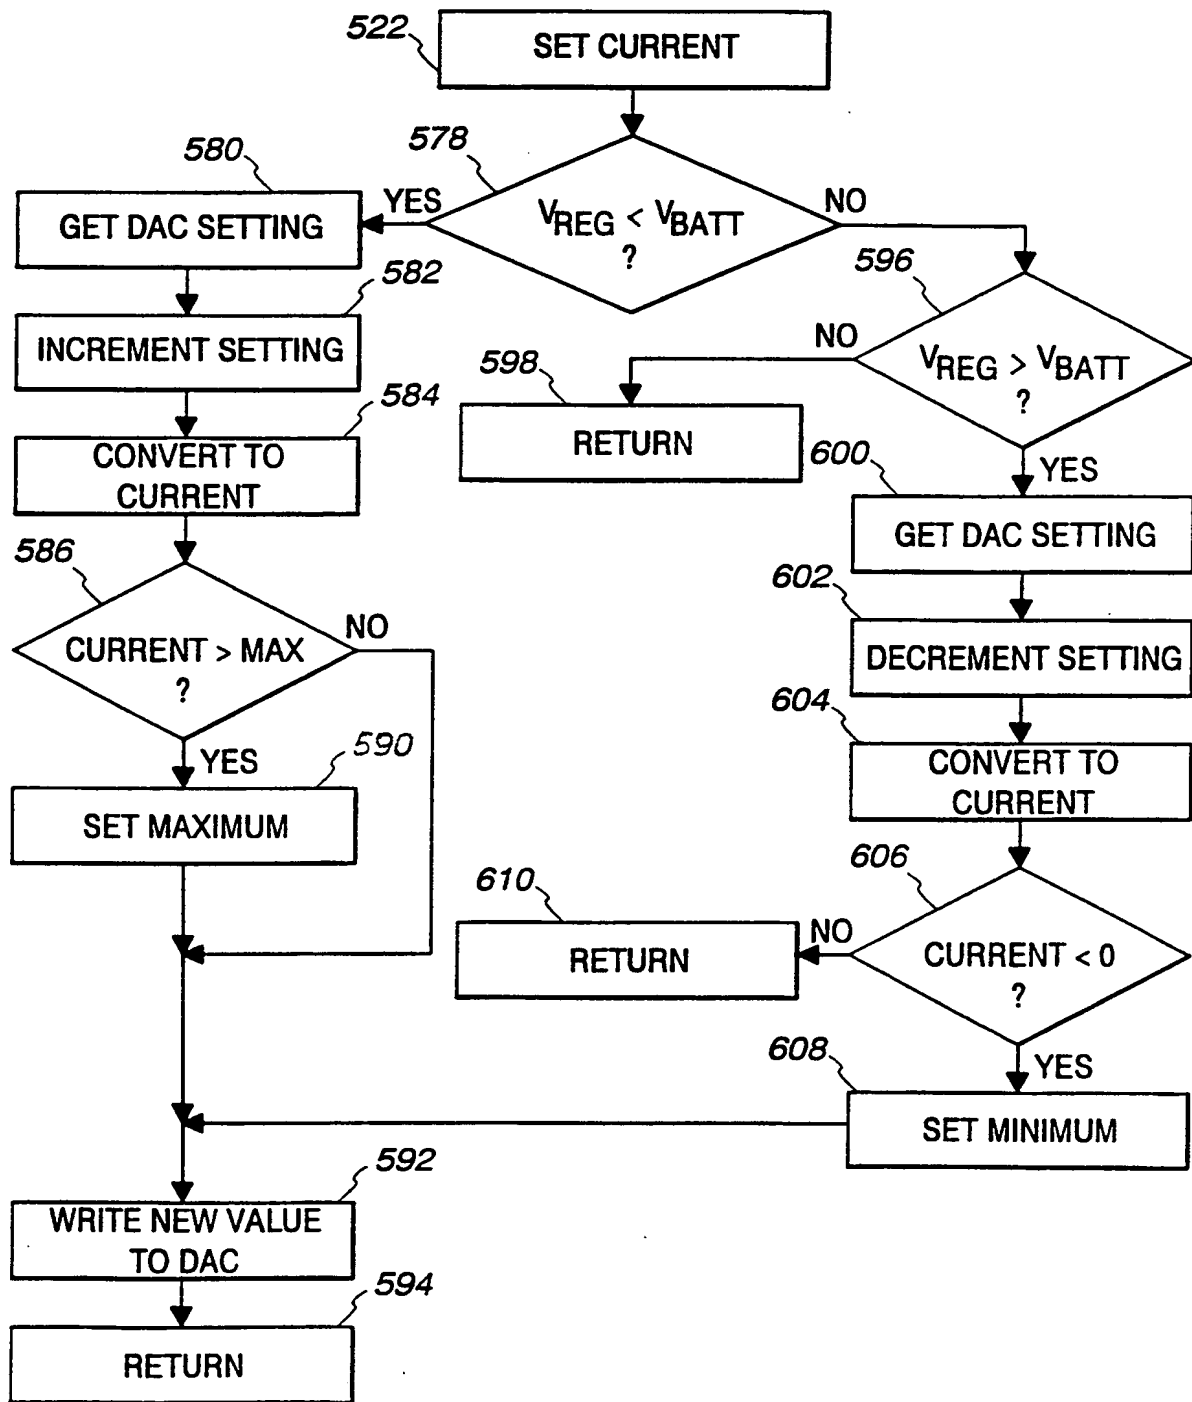 522
SET CURRENT
578
580
YES
NO
GET DAC SETTING
VREG < VBATT
?
596
582
INCREMENT SETTING
NO
598
VREG > VBATT
?
584
RETURN
600
YES
CONVERT TO
CURRENT
GET DAC SETTING
586
602
NO
CURRENT > MAX
?
DECREMENT SETTING
604
590
YES
CONVERT TO
CURRENT
SET MAXIMUM
606
610
NO
RETURN
CURRENT < 0
?
608
YES
SET MINIMUM
592
WRITE NEW VALUE
TO DAC
594
RETURN